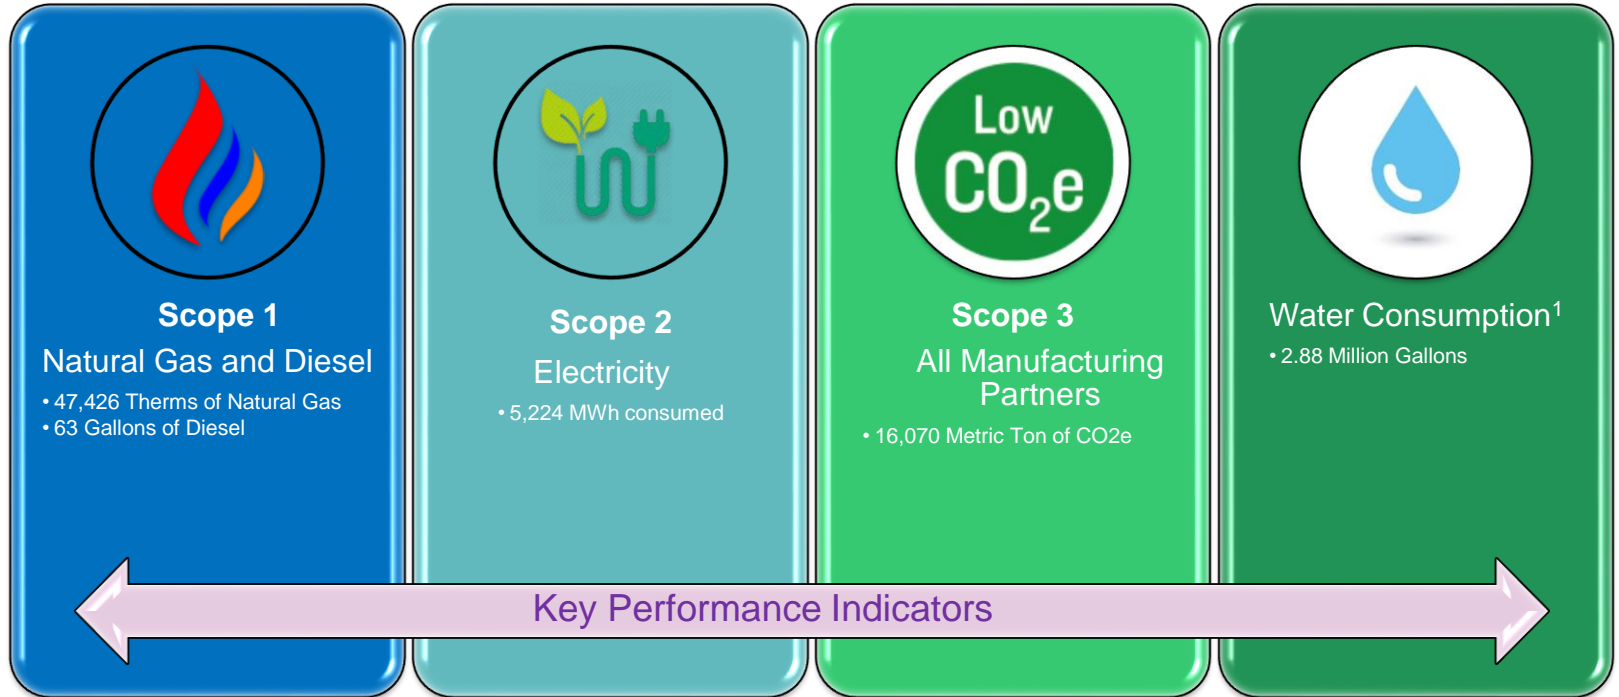 Scope 1
Natural Gas and Diesel
• 47,426 Therms of Natural Gas
• 63 Gallons of Diesel
Scope 2
Electricity
• 5,224 MWh consumed
Low
CO₂e
Scope 3
All Manufacturing
Partners
• 16,070 Metric Ton of CO2e
Water Consumption¹
• 2.88 Million Gallons
Key Performance Indicators